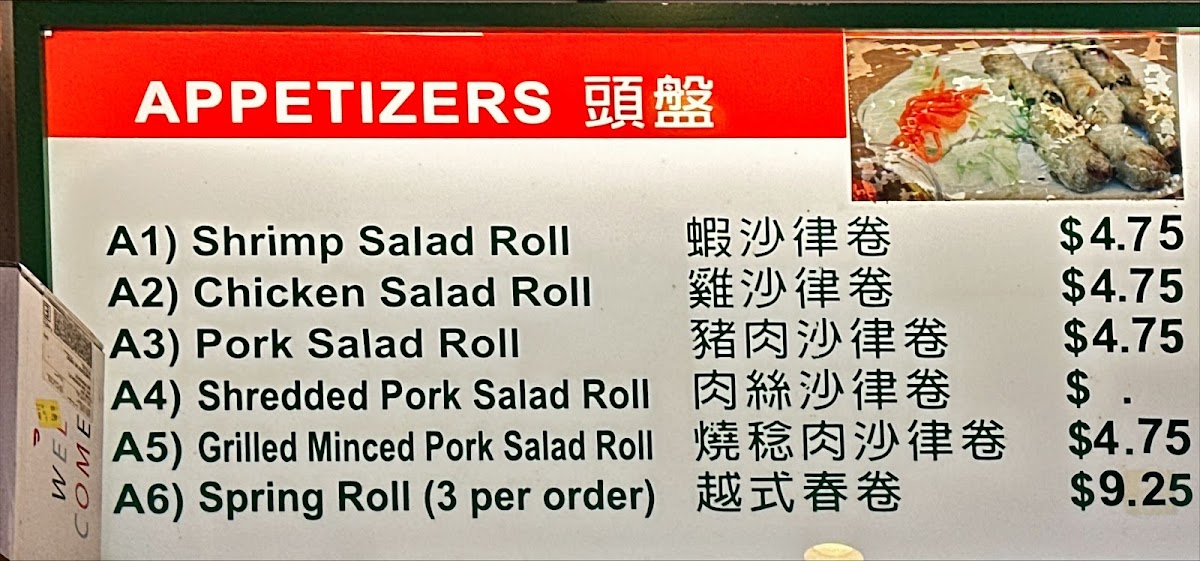 APPETIZERS 頭盤
A1) Shrimp Salad Roll 蝦沙律卷 $4.75
A2) Chicken Salad Roll 雞沙律卷 $4.75
A3) Pork Salad Roll 豬肉沙律卷 $4.75
A4) Shredded Pork Salad Roll 肉絲沙律卷 $ .
A5) Grilled Minced Pork Salad Roll 燒稔肉沙律卷 $4.75
A6) Spring Roll (3 per order) 越式春卷 $9.25
WEL
COME